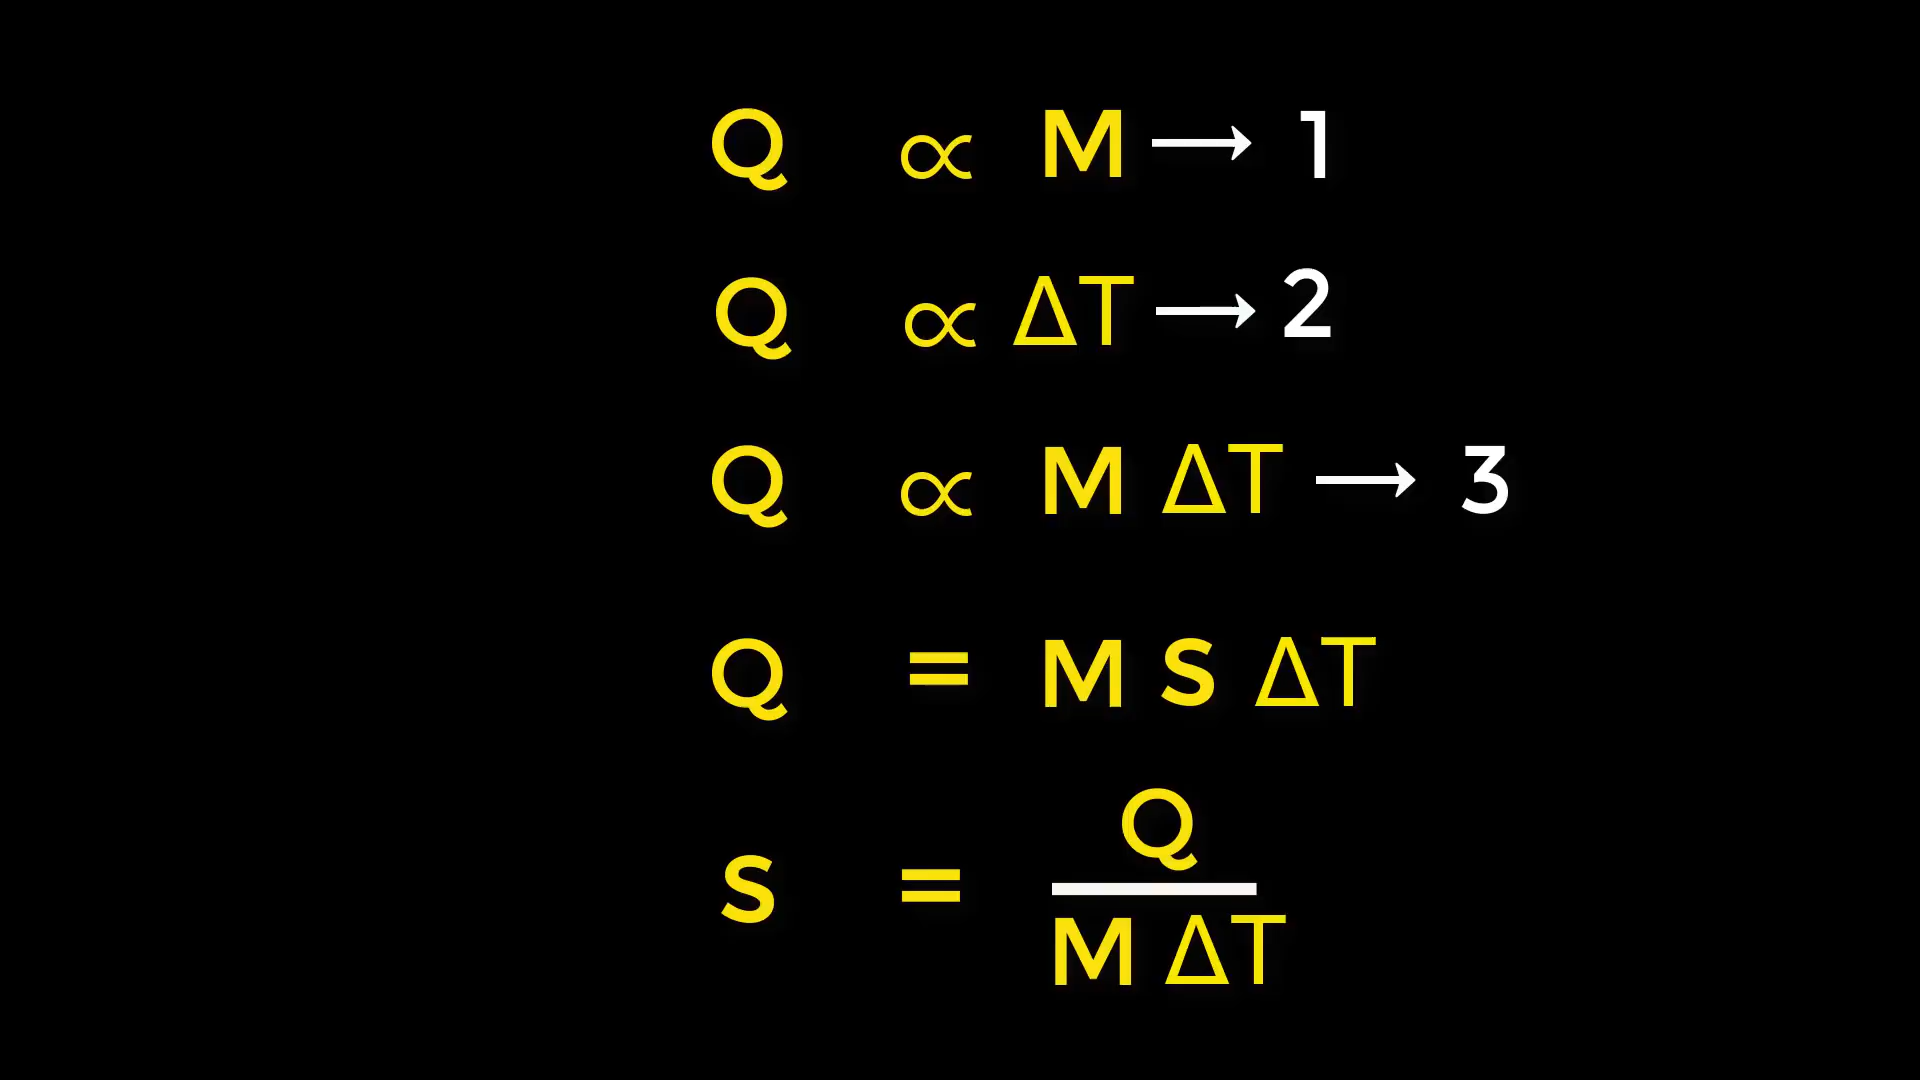 Q ∝ M → 1
Q ∝ ΔT → 2
Q ∝ M ΔT → 3
Q = M S ΔT
S = Q / M ΔT